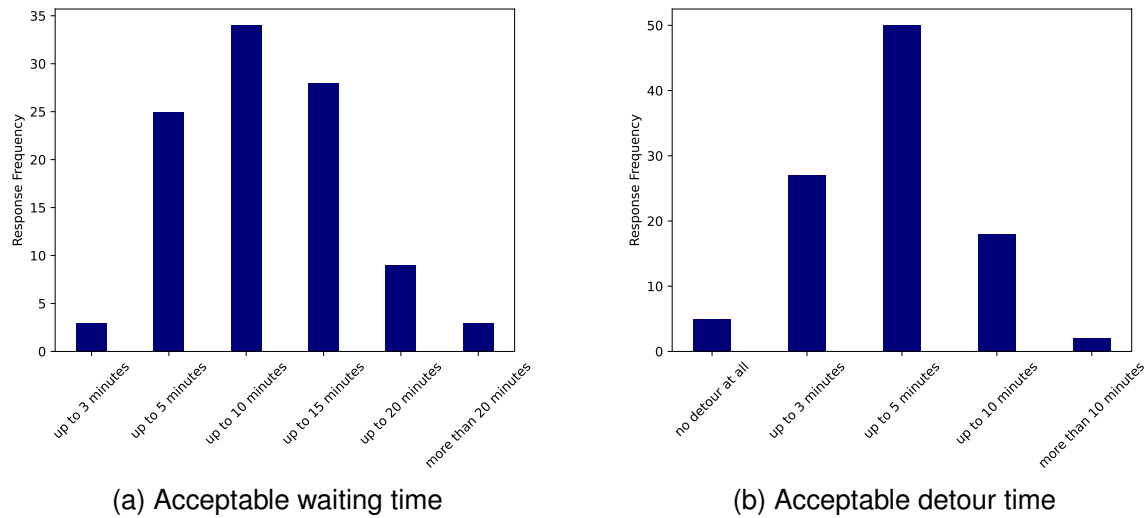 35
30
25
20
15
10
5
0
Response Frequency
up to 3 minutes
up to 5 minutes
up to 10 minutes
up to 15 minutes
up to 20 minutes
more than 20 minutes
(a) Acceptable waiting time
50
40
30
20
10
0
Response Frequency
no detour at all
up to 3 minutes
up to 5 minutes
up to 10 minutes
more than 10 minutes
(b) Acceptable detour time